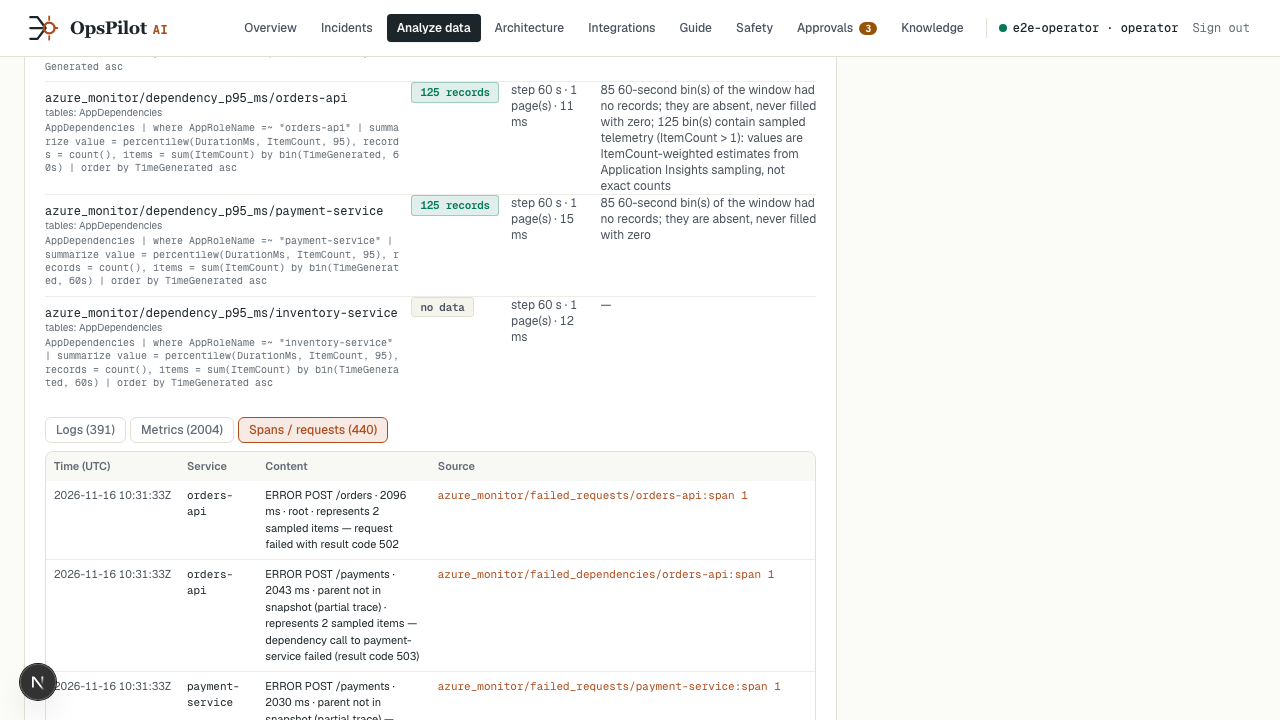 OpsPilot AI
Overview
Incidents
Analyze data
Architecture
Integrations
Guide
Safety
Approvals 3
Knowledge
e2e-operator · operator
Sign out
Generated asc
azure_monitor/dependency_p95_ms/orders-api
tables: AppDependencies
AppDependencies | where AppRoleName =~ "orders-api" | summa
rize value = percentilew(DurationMs, ItemCount, 95), record
s = count(), items = sum(ItemCount) by bin(TimeGenerated, 6
0s) | order by TimeGenerated asc
125 records
step 60 s · 1
page(s) · 11
ms
85 60-second bin(s) of the window had
no records; they are absent, never filled
with zero; 125 bin(s) contain sampled
telemetry (ItemCount > 1): values are
ItemCount-weighted estimates from
Application Insights sampling, not
exact counts
azure_monitor/dependency_p95_ms/payment-service
tables: AppDependencies
AppDependencies | where AppRoleName =~ "payment-service" |
summarize value = percentilew(DurationMs, ItemCount, 95), r
ecords = count(), items = sum(ItemCount) by bin(TimeGenerat
ed, 60s) | order by TimeGenerated asc
125 records
step 60 s · 1
page(s) · 15
ms
85 60-second bin(s) of the window had
no records; they are absent, never filled
with zero
azure_monitor/dependency_p95_ms/inventory-service
tables: AppDependencies
AppDependencies | where AppRoleName =~ "inventory-service"
| summarize value = percentilew(DurationMs, ItemCount, 95),
records = count(), items = sum(ItemCount) by bin(TimeGenera
ted, 60s) | order by TimeGenerated asc
no data
step 60 s · 1
page(s) · 12
ms
—
Logs (391)
Metrics (2004)
Spans / requests (440)
Time (UTC)
Service
Content
Source
2026-11-16 10:31:33Z
orders-
api
ERROR POST /orders · 2096
ms · root · represents 2
sampled items — request
failed with result code 502
azure_monitor/failed_requests/orders-api:span 1
2026-11-16 10:31:33Z
orders-
api
ERROR POST /payments ·
2043 ms · parent not in
snapshot (partial trace) ·
represents 2 sampled items —
dependency call to payment-
service failed (result code 503)
azure_monitor/failed_dependencies/orders-api:span 1
2026-11-16 10:31:33Z
payment-
service
ERROR POST /payments ·
2030 ms · parent not in
snapshot (partial trace) —
azure_monitor/failed_requests/payment-service:span 1
N